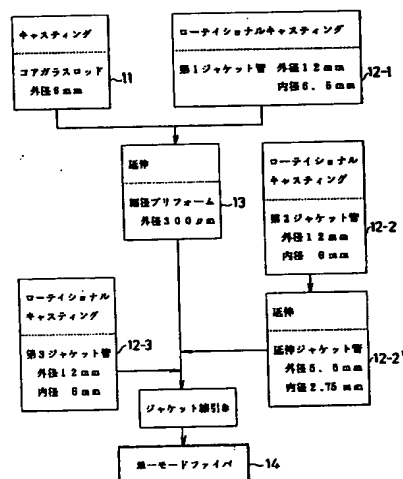 キャスティング
コアガラスロッド
外径6mm
11
ローテイショナルキャスティング
第1ジャケット管 外径12mm
内径6.5mm
12-1
延伸
細径プリフォーム
外径300μm
13
ローテイショナル
キャスティング
第2ジャケット管
外径12mm
内径 6mm
12-2
ローテイショナル
キャスティング
第3ジャケット管
外径12mm
内径 6mm
12-3
延伸
延伸ジャケット管
外径5.5mm
内径2.75mm
12-2'
ジャケット線引き
単一モードファイバ
14